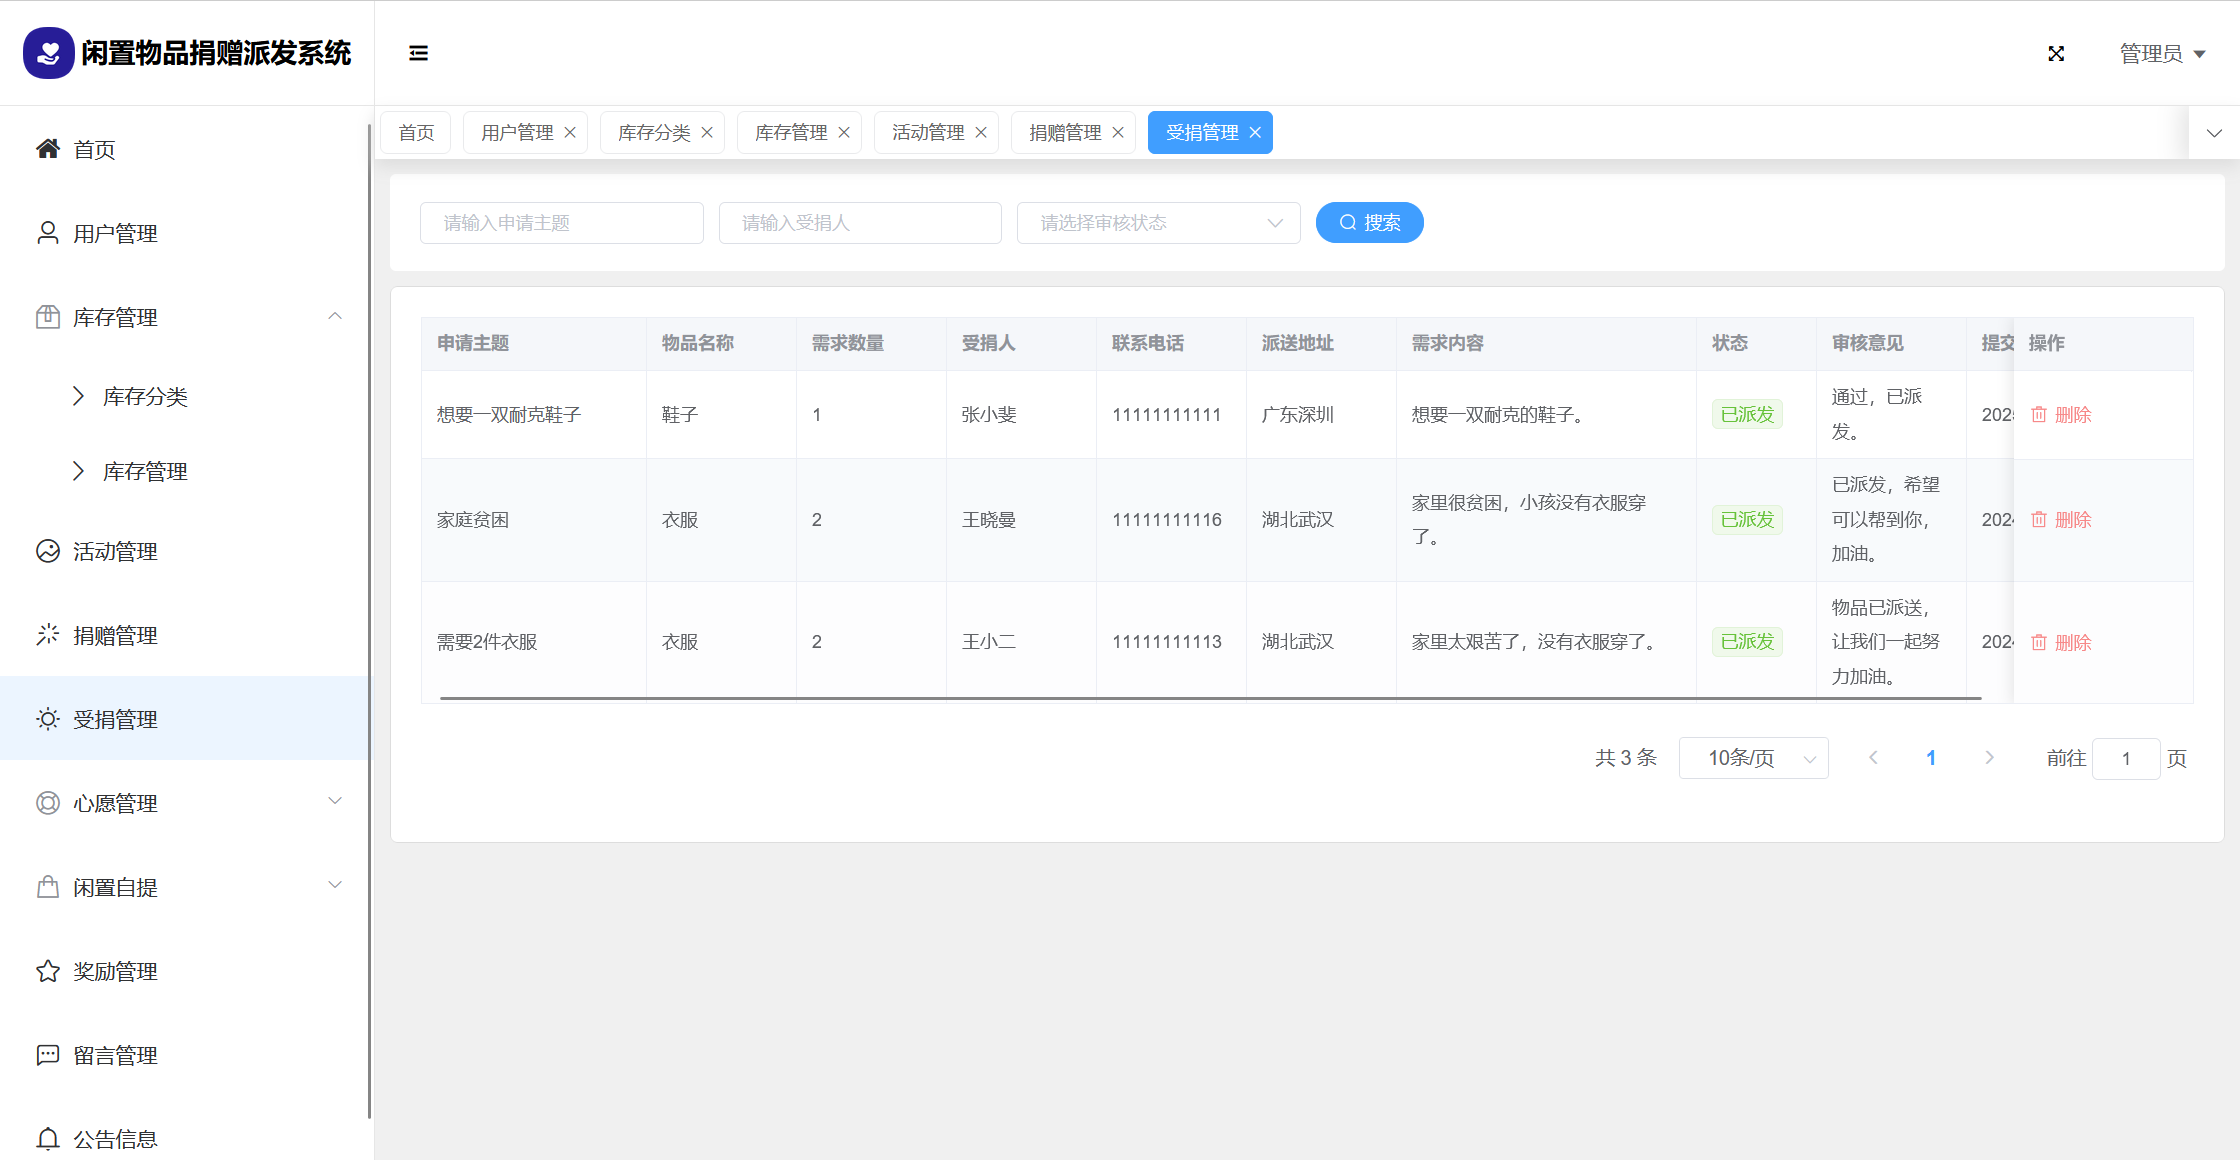 闲置物品捐赠派发系统
管理员
首页
用户管理
库存管理
库存分类
库存管理
活动管理
捐赠管理
受捐管理
心愿管理
闲置自提
奖励管理
留言管理
公告信息
首页 用户管理 库存分类 库存管理 活动管理 捐赠管理 受捐管理
请输入申请主题 请输入受捐人 请选择审核状态 搜索
申请主题 物品名称 需求数量 受捐人 联系电话 派送地址 需求内容 状态 审核意见 提交 操作
想要一双耐克鞋子 鞋子 1 张小斐 11111111111 广东深圳 想要一双耐克的鞋子。 已派发 通过，已派
发。
202 删除
家庭贫困 衣服 2 王晓曼 11111111116 湖北武汉 家里很贫困，小孩没有衣服穿
了。
已派发 已派发，希望
可以帮到你，
加油。
202 删除
需要2件衣服 衣服 2 王小二 11111111113 湖北武汉 家里太艰苦了，没有衣服穿了。 已派发 物品已派送，
让我们一起努
力加油。
202 删除
共 3 条 10条/页 1 前往 1 页